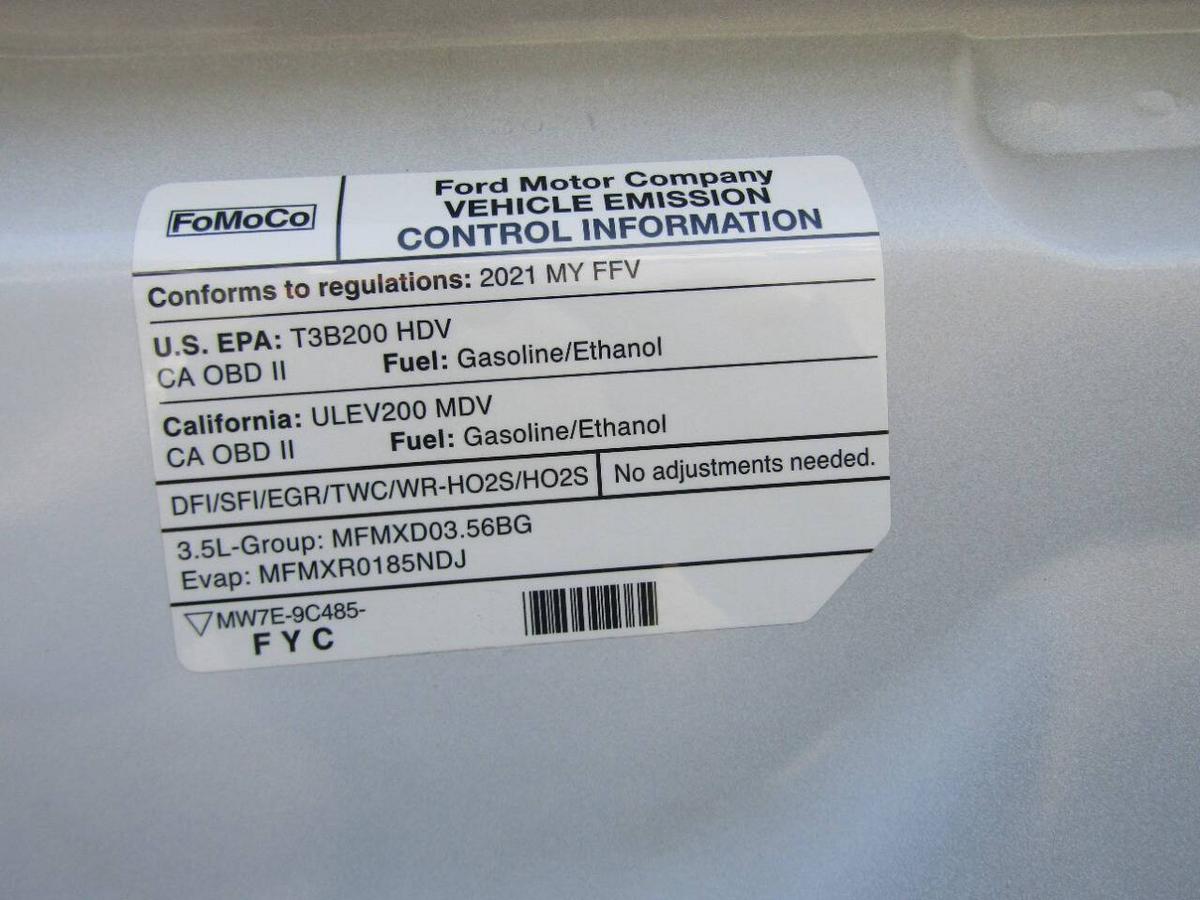 FoMoCo
Ford Motor Company
VEHICLE EMISSION
CONTROL INFORMATION
Conforms to regulations: 2021 MY FFV
U.S. EPA: T3B200 HDV
CA OBD II Fuel: Gasoline/Ethanol
California: ULEV200 MDV
CA OBD II Fuel: Gasoline/Ethanol
DFI/SFI/EGR/TWC/WR-HO2S/HO2S No adjustments needed.
3.5L-Group: MFMXD03.56BG
Evap: MFMXR0185NDJ
MW7E-9C485-
F Y C